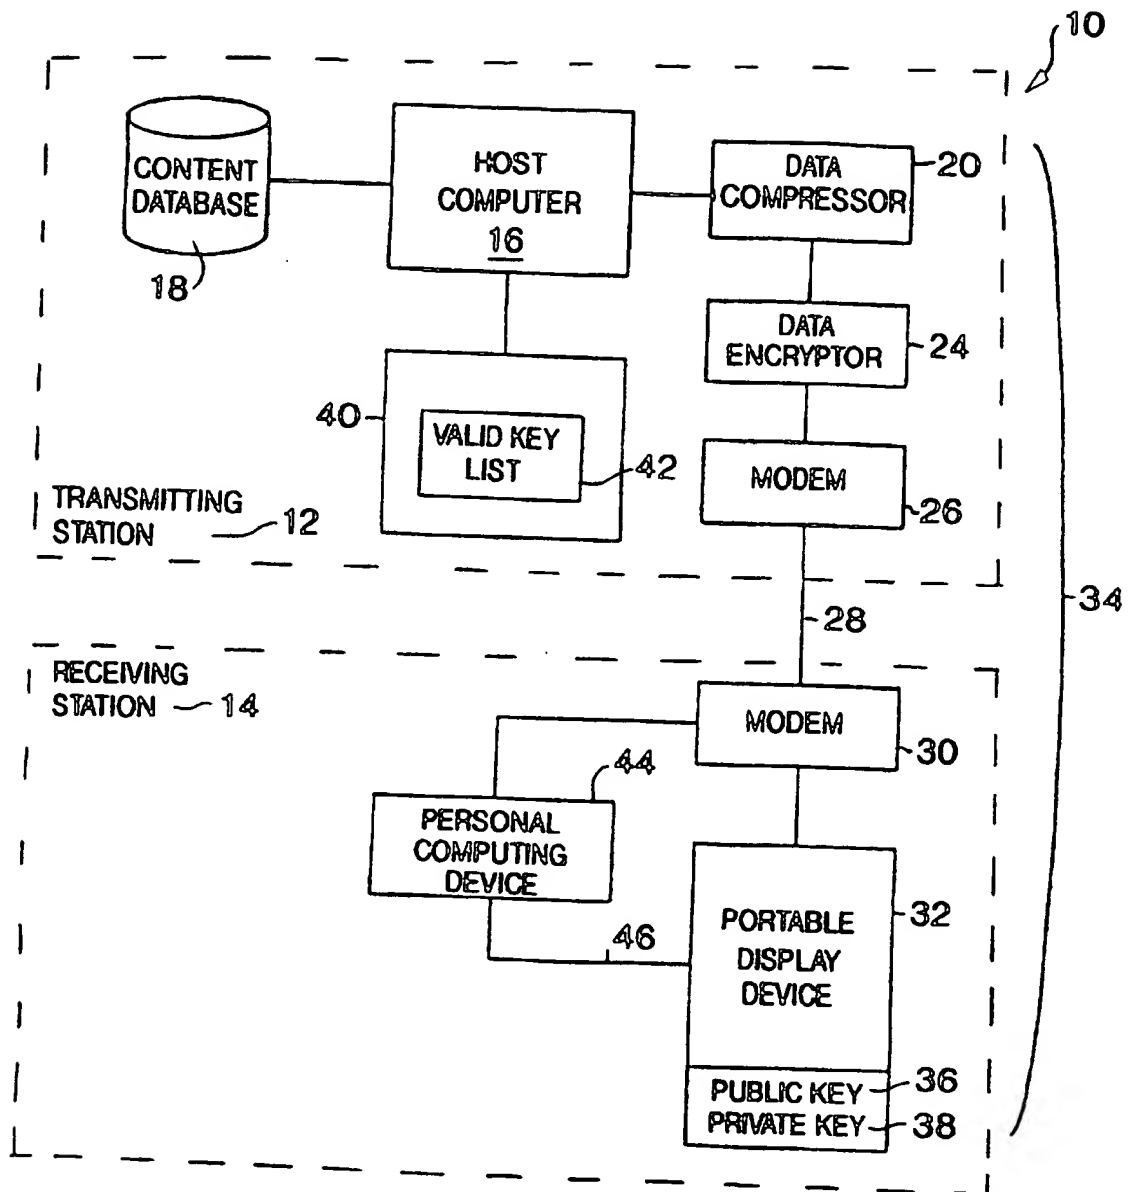 10
CONTENT
DATABASE
18
HOST
COMPUTER
16
DATA
COMPRESSOR
20
DATA
ENCRYPTOR
24
40
VALID KEY
LIST
42
MODEM
26
TRANSMITTING
STATION
12
28
34
RECEIVING
STATION
14
MODEM
30
44
PERSONAL
COMPUTING
DEVICE
46
PORTABLE
DISPLAY
DEVICE
32
PUBLIC KEY
36
PRIVATE KEY
38